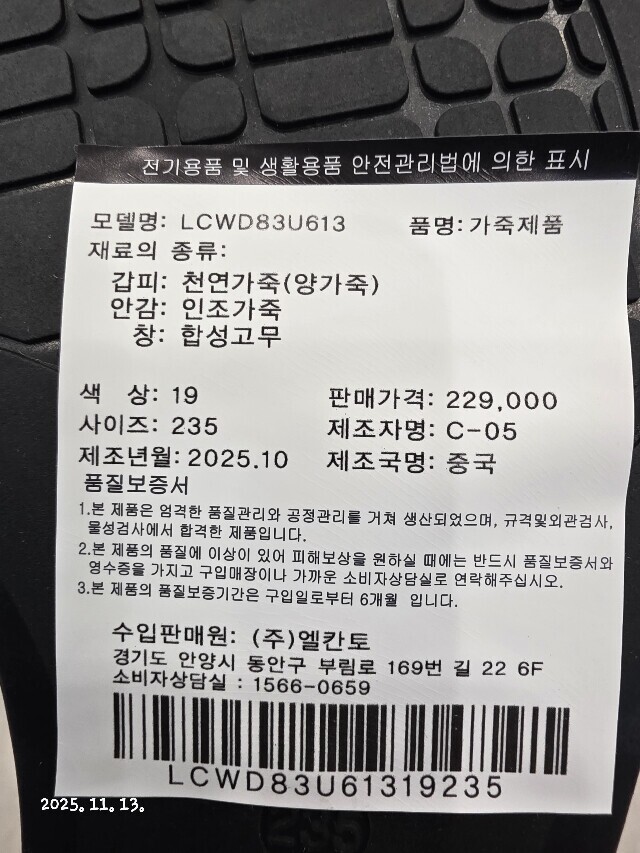 전기용품 및 생활용품 안전관리법에 의한 표시
모델명: LCWD83U613 품명: 가죽제품
재료의 종류:
갑피: 천연가죽(양가죽)
안감: 인조가죽
창: 합성고무
색 상: 19 판매가격: 229,000
사이즈: 235 제조자명: C-05
제조년월: 2025.10 제조국명: 중국
품질보증서
1.본 제품은 엄격한 품질관리와 공정관리를 거쳐 생산되었으며, 규격및외관검사,
물성검사에서 합격한 제품입니다.
2.본 제품의 품질에 이상이 있어 피해보상을 원하실 때에는 반드시 품질보증서와
영수증을 가지고 구입매장이나 가까운 소비자상담실로 연락해주십시오.
3.본 제품의 품질보증기간은 구입일로부터 6개월 입니다.
수입판매원: (주)엘칸토
경기도 안양시 동안구 부림로 169번 길 22 6F
소비자상담실 : 1566-0659
LCWD83U61319235
2025.11.13.
235